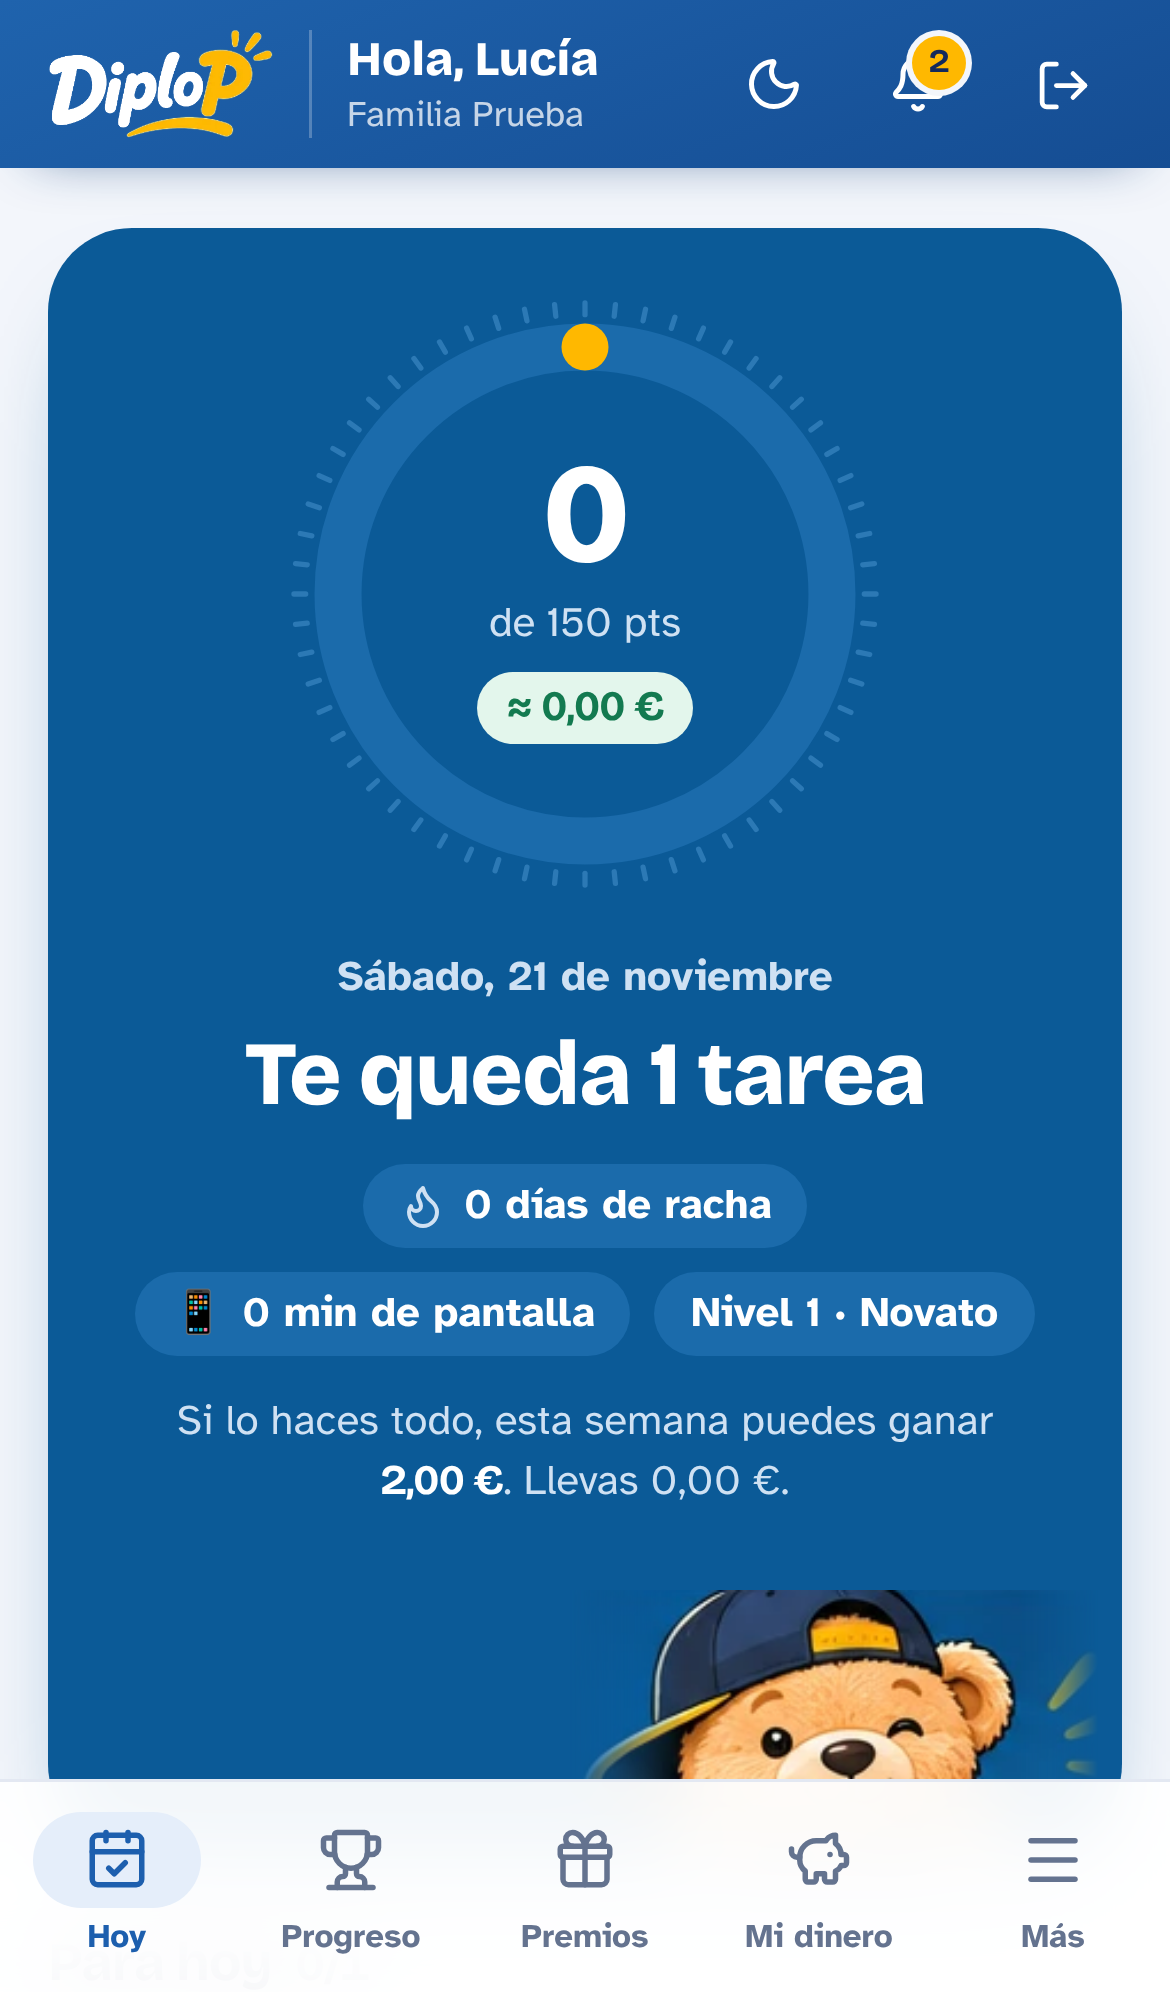 DiploP
Hola, Lucía
Familia Prueba
2
0
de 150 pts
≈ 0,00 €
Sábado, 21 de noviembre
Te queda 1 tarea
0 días de racha
0 min de pantalla
Nivel 1 • Novato
Si lo haces todo, esta semana puedes ganar
2,00 €. Llevas 0,00 €.
Hoy
Progreso
Premios
Mi dinero
Más
Para hoy